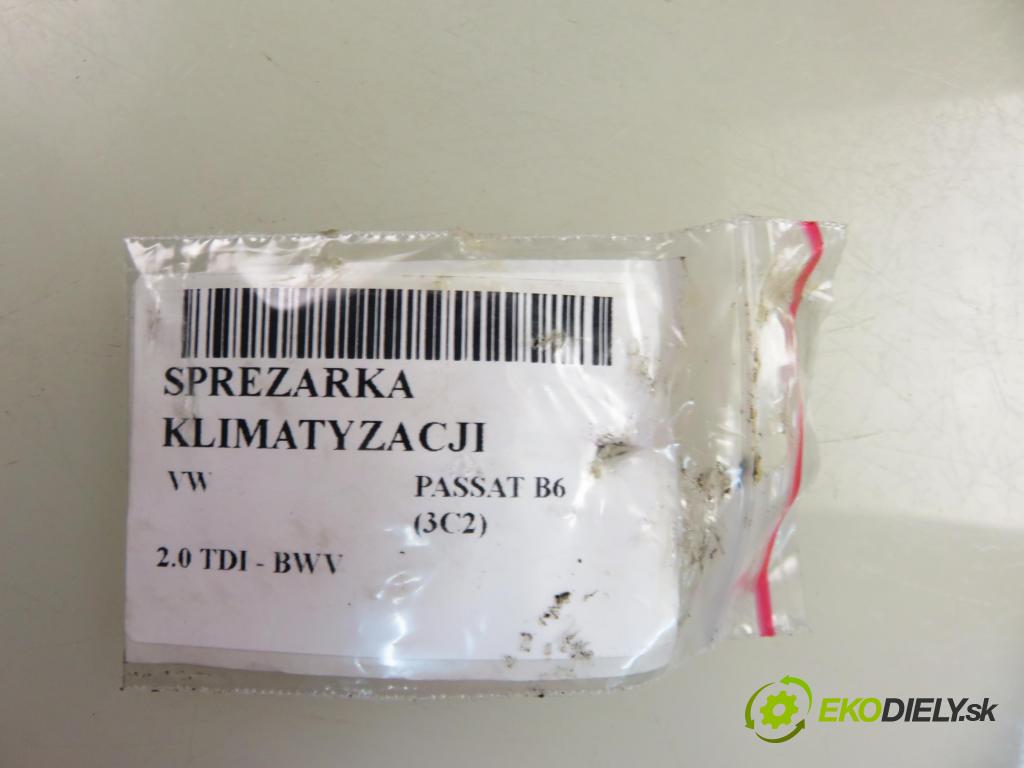 SPREZARKA
KLIMATYZACJI
VW PASSAT B6
(3C2)
2.0 TDI - BWV
EKODIELY.sk